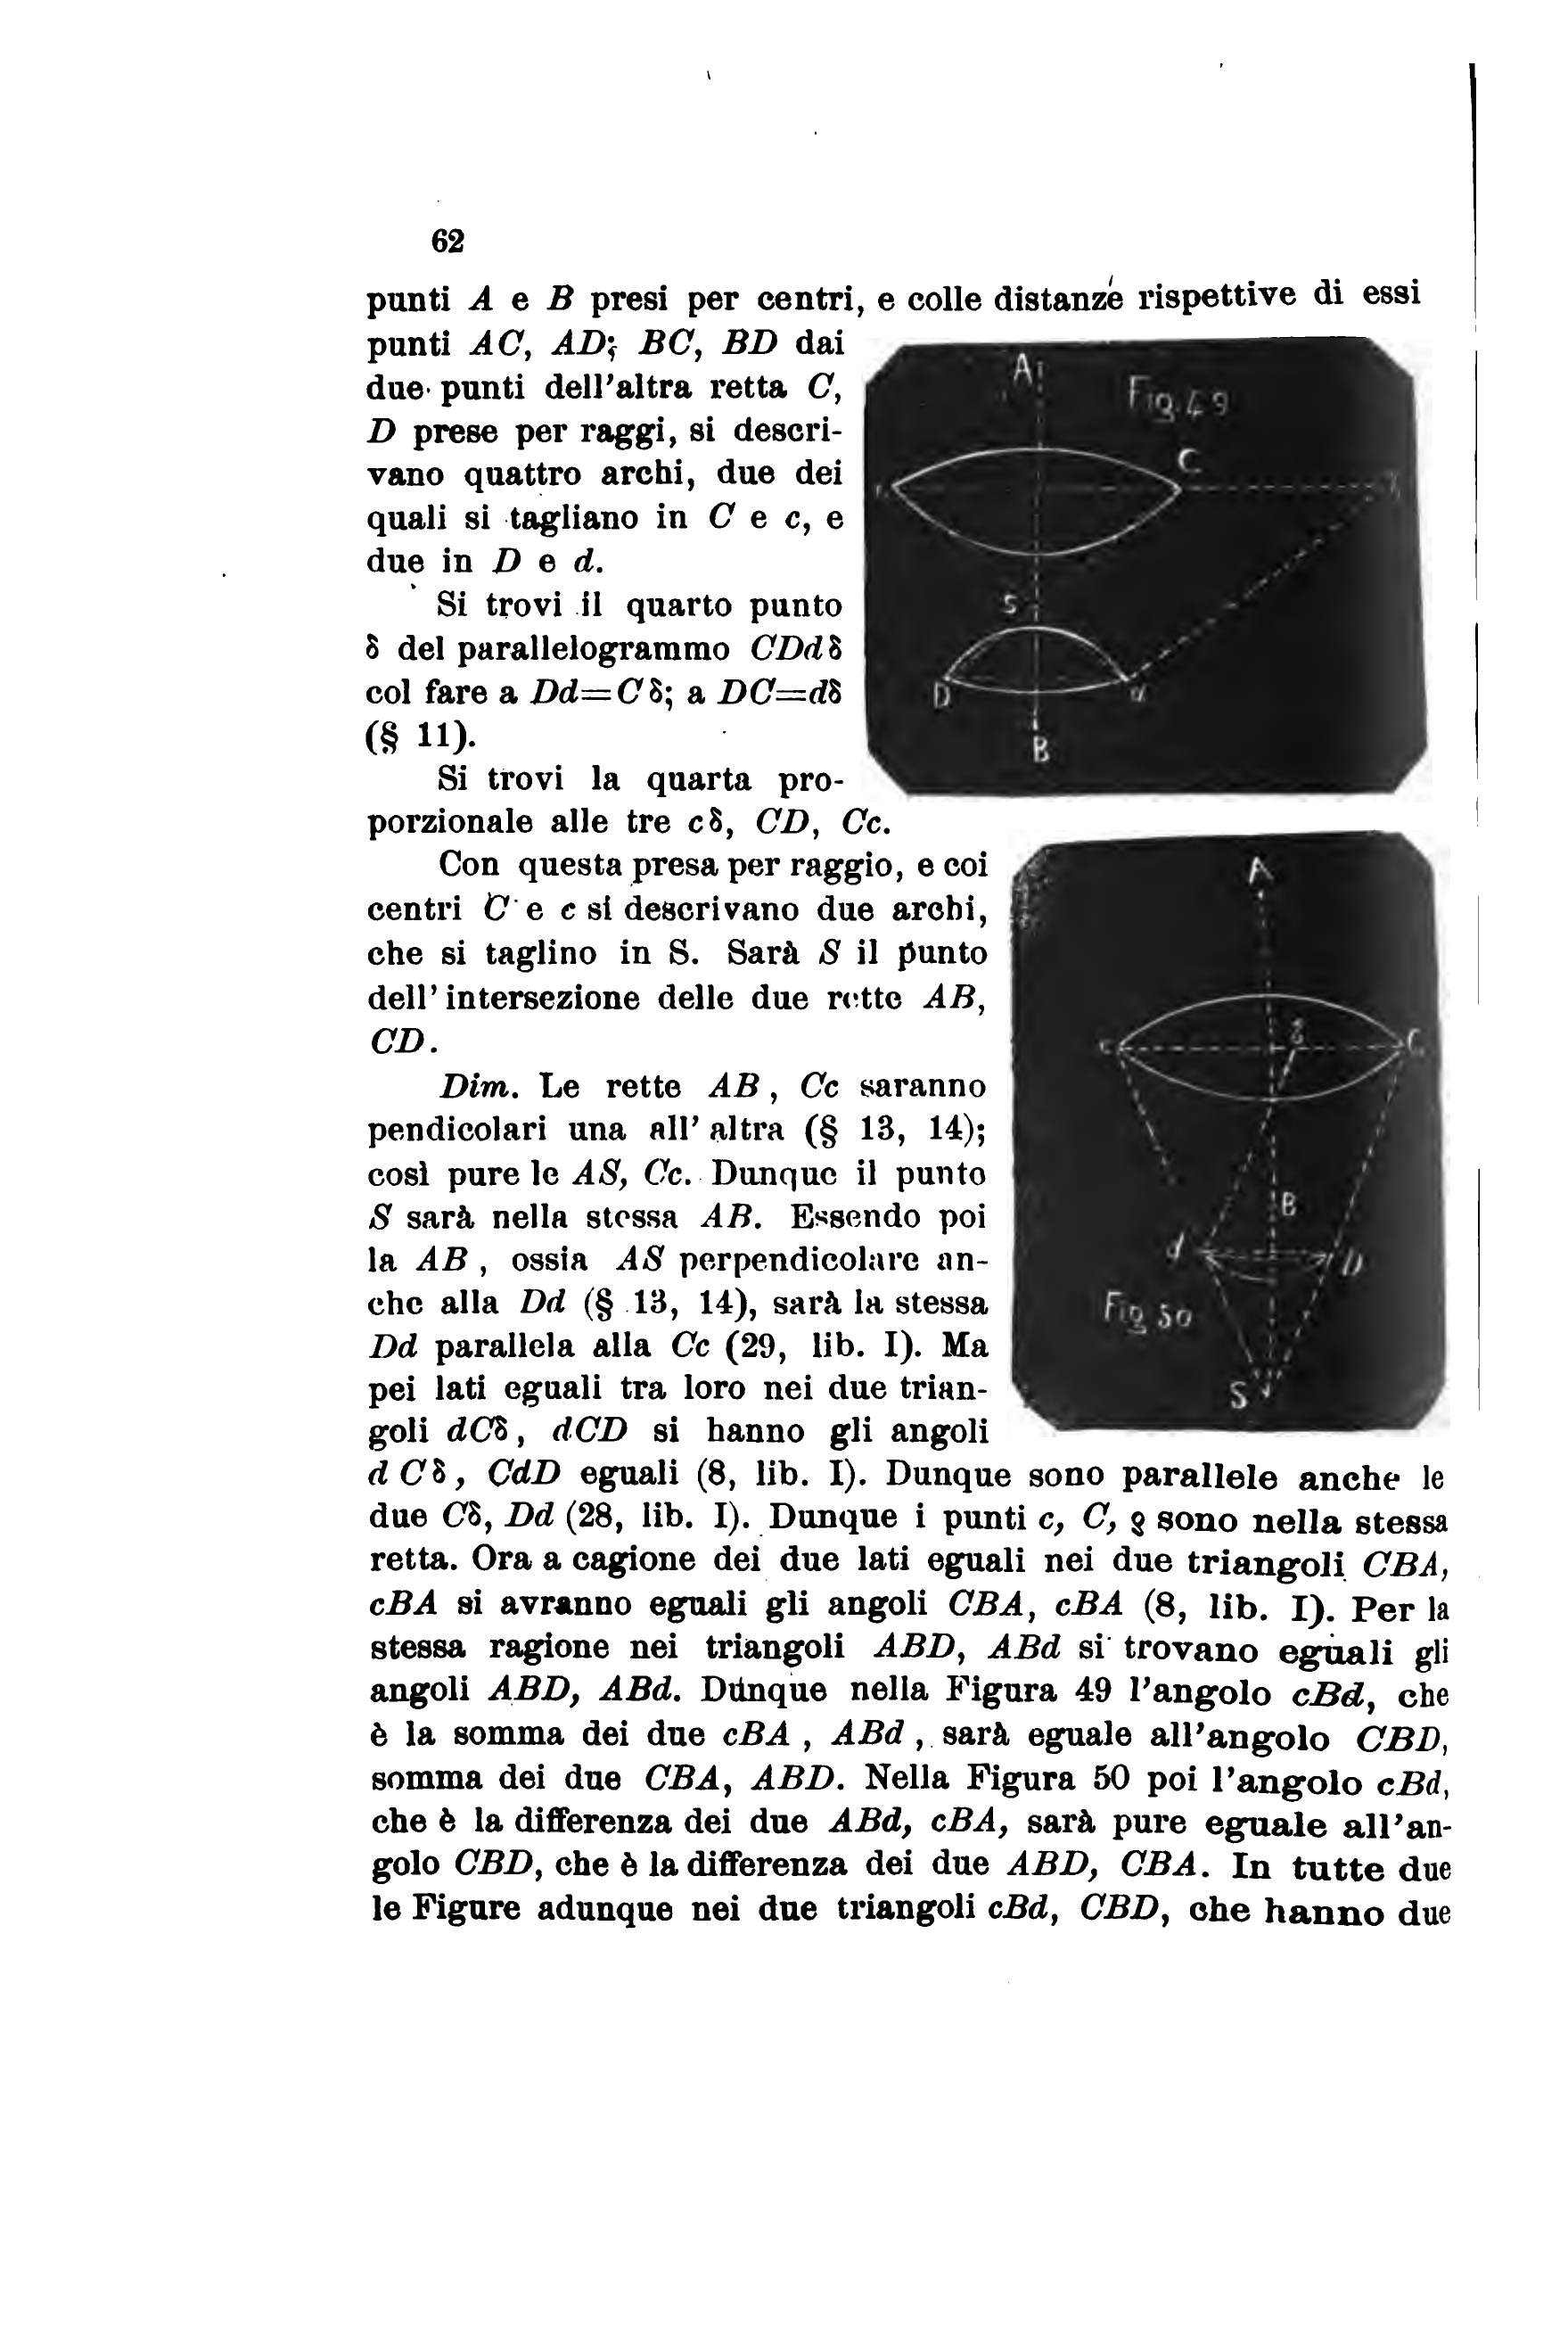 62
punti A e B presi per centri, e colle distanze rispettive di essi
punti AC, AD; BC, BD dai
due punti dell'altra retta C,
D prese per raggi, si descri-
vano quattro archi, due dei
quali si tagliano in C e c, e
due in D e d.
Si trovi il quarto punto
δ del parallelogrammo CDdδ
col fare a Dd=Cδ; a DC=dδ
(§ 11).
Si trovi la quarta pro-
porzionale alle tre cδ, CD, Cc.
Con questa presa per raggio, e coi
centri C e c si descrivano due archi,
che si taglino in S. Sarà S il punto
dell' intersezione delle due rette AB,
CD.
Dim. Le rette AB, Cc saranno
pendicolari una all' altra (§ 13, 14);
così pure le AS, Cc. Dunque il punto
S sarà nella stessa AB. Essendo poi
la AB, ossia AS perpendicolare an-
che alla Dd (§ 13, 14), sarà la stessa
Dd parallela alla Cc (29, lib. I). Ma
pei lati eguali tra loro nei due trian-
goli dCδ, dCD si hanno gli angoli
d C δ, CdD eguali (8, lib. I). Dunque sono parallele anche le
due Cδ, Dd (28, lib. I). Dunque i punti c, C, sono nella stessa
retta. Ora a cagione dei due lati eguali nei due triangoli CBA,
cBA si avranno eguali gli angoli CBA, cBA (8, lib. I). Per la
stessa ragione nei triangoli ABD, ABd si trovano eguali gli
angoli ABD, ABd. Dunque nella Figura 49 l'angolo cBd, che
è la somma dei due cBA, ABd, sarà eguale all'angolo CBD,
somma dei due CBA, ABD. Nella Figura 50 poi l'angolo cBd,
che è la differenza dei due ABd, cBA, sarà pure eguale all'an-
golo CBD, che è la differenza dei due ABD, CBA. In tutte due
le Figure adunque nei due triangoli cBd, CBD, che hanno due
A
Fig. 49
C
S
D
d
B
A
c
δ
C
B
d
D
Fig 50
S